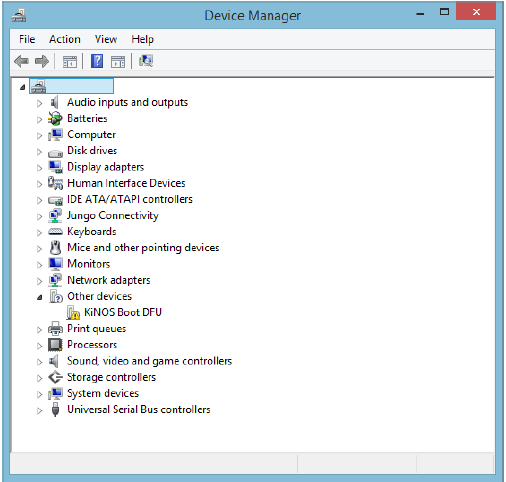 Device Manager
File Action View Help
Audio inputs and outputs
Batteries
Computer
Disk drives
Display adapters
Human Interface Devices
IDE ATA/ATAPI controllers
Jungo Connectivity
Keyboards
Mice and other pointing devices
Monitors
Network adapters
Other devices
KiNOS Boot DFU
Print queues
Processors
Sound, video and game controllers
Storage controllers
System devices
Universal Serial Bus controllers